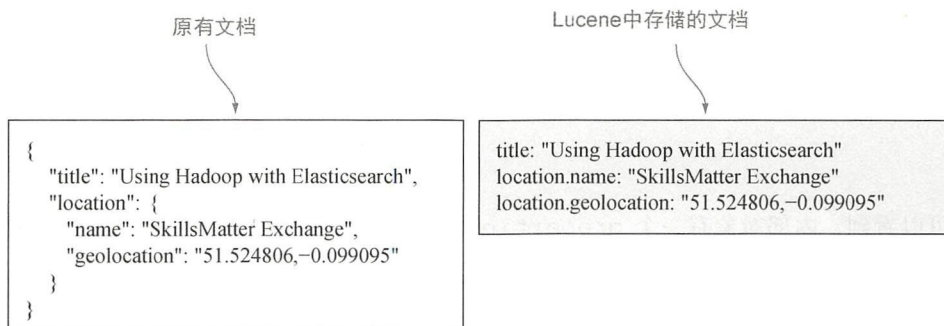 原有文档
Lucene中存储的文档
{
"title": "Using Hadoop with Elasticsearch",
"location": {
"name": "SkillsMatter Exchange",
"geolocation": "51.524806,−0.099095"
}
}
title: "Using Hadoop with Elasticsearch"
location.name: "SkillsMatter Exchange"
location.geolocation: "51.524806,−0.099095"